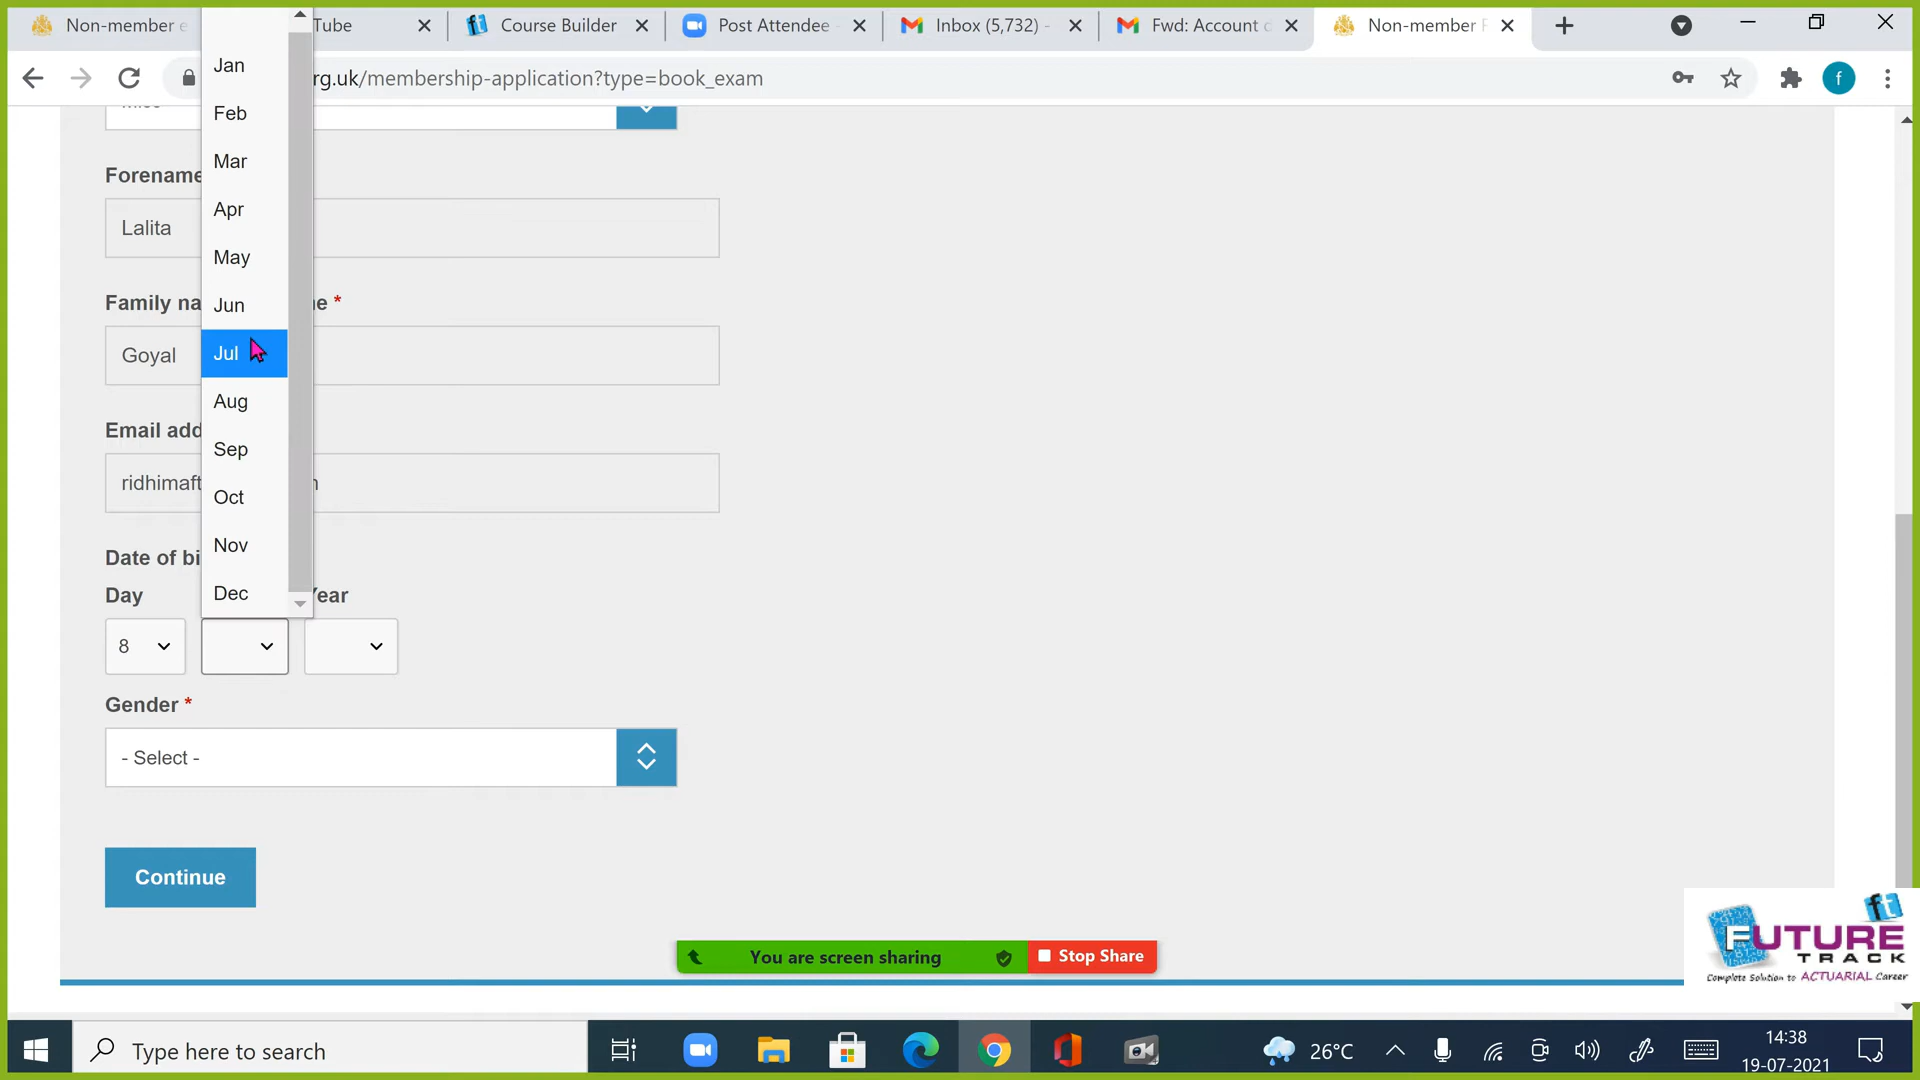 Non-member e
Tube
Course Builder
Post Attendee -
Inbox (5,732) -
Fwd: Account
Non-member F
rg.uk/membership-application?type=book_exam
f
Jan
Feb
Mar
Apr
May
Jun
Jul
Aug
Sep
Oct
Nov
Dec
Forename
Lalita
Family na
me *
Goyal
Email add
ridhimaft
Date of bi
Day
Year
8
Gender *
- Select -
Continue
You are screen sharing
Stop Share
ft
FUTURE
TRACK
Complete Solution to ACTUARIAL Career
Type here to search
26°C
14:38
19-07-2021